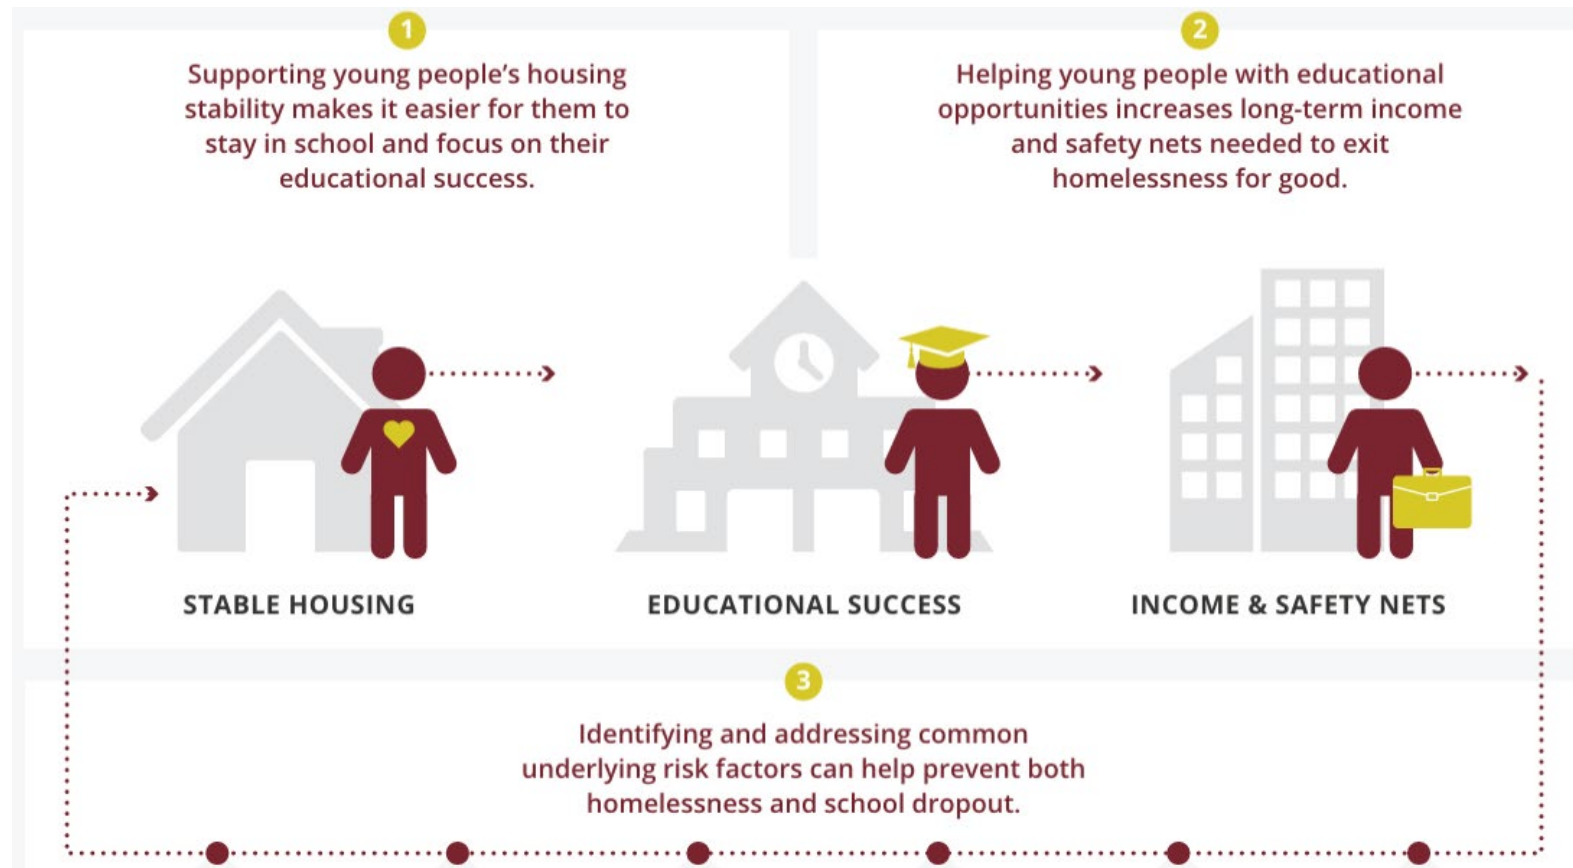 1
Supporting young people's housing
stability makes it easier for them to
stay in school and focus on their
educational success.
2
Helping young people with educational
opportunities increases long-term income
and safety nets needed to exit
homelessness for good.
STABLE HOUSING
EDUCATIONAL SUCCESS
INCOME & SAFETY NETS
3
Identifying and addressing common
underlying risk factors can help prevent both
homelessness and school dropout.